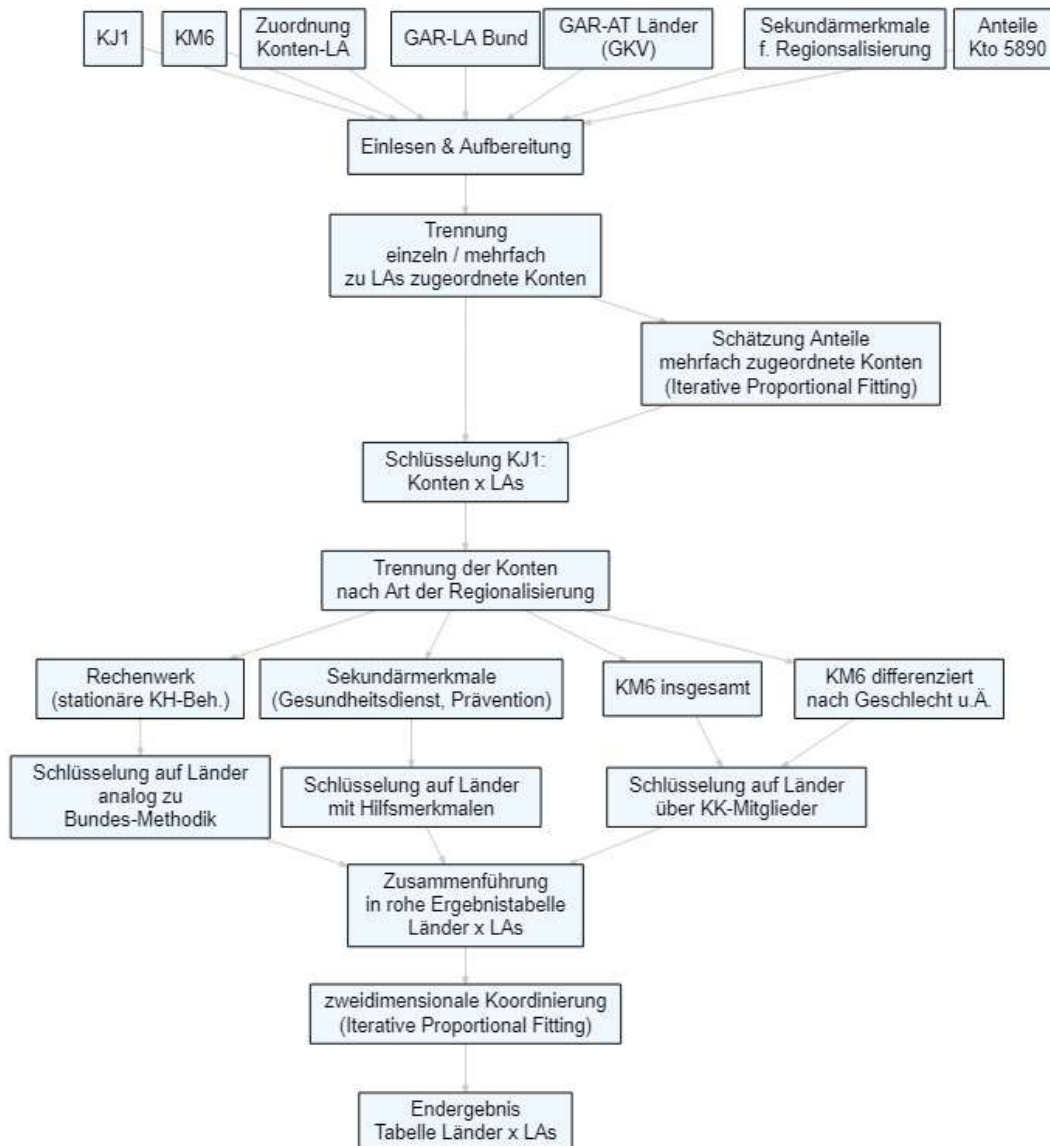 KJ1
KM6
Zuordnung
Konten-LA
GAR-LA Bund
GAR-AT Länder
(GKV)
Sekundärmerkmale
f. Regionsalisierung
Anteile
Kto 5890
Einlesen & Aufbereitung
Trennung
einzeln / mehrfach
zu LAs zugeordnete Konten
Schätzung Anteile
mehrfach zugeordnete Konten
(Iterative Proportional Fitting)
Schlüsselung KJ1:
Konten x LAs
Trennung der Konten
nach Art der Regionalisierung
Rechenwerk
(stationäre KH-Beh.)
Sekundärmerkmale
(Gesundheitsdienst, Prävention)
KM6 insgesamt
KM6 differenziert
nach Geschlecht u.Ä.
Schlüsselung auf Länder
analog zu
Bundes-Methodik
Schlüsselung auf Länder
mit Hilfsmerkmalen
Schlüsselung auf Länder
über KK-Mitglieder
Zusammenführung
in rohe Ergebnistabelle
Länder x LAs
zweidimensionale Koordinierung
(Iterative Proportional Fitting)
Endergebnis
Tabelle Länder x LAs